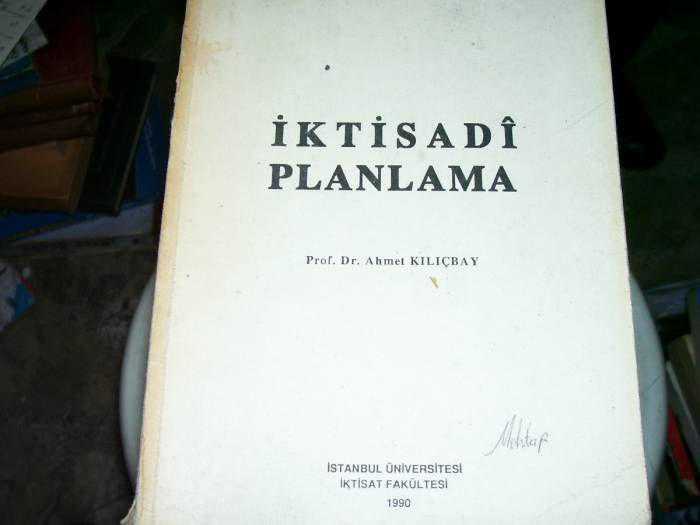 İKTİSADÎ
PLANLAMA
Prof. Dr. Ahmet KILIÇBAY
İSTANBUL ÜNİVERSİTESİ
İKTİSAT FAKÜLTESİ
1990